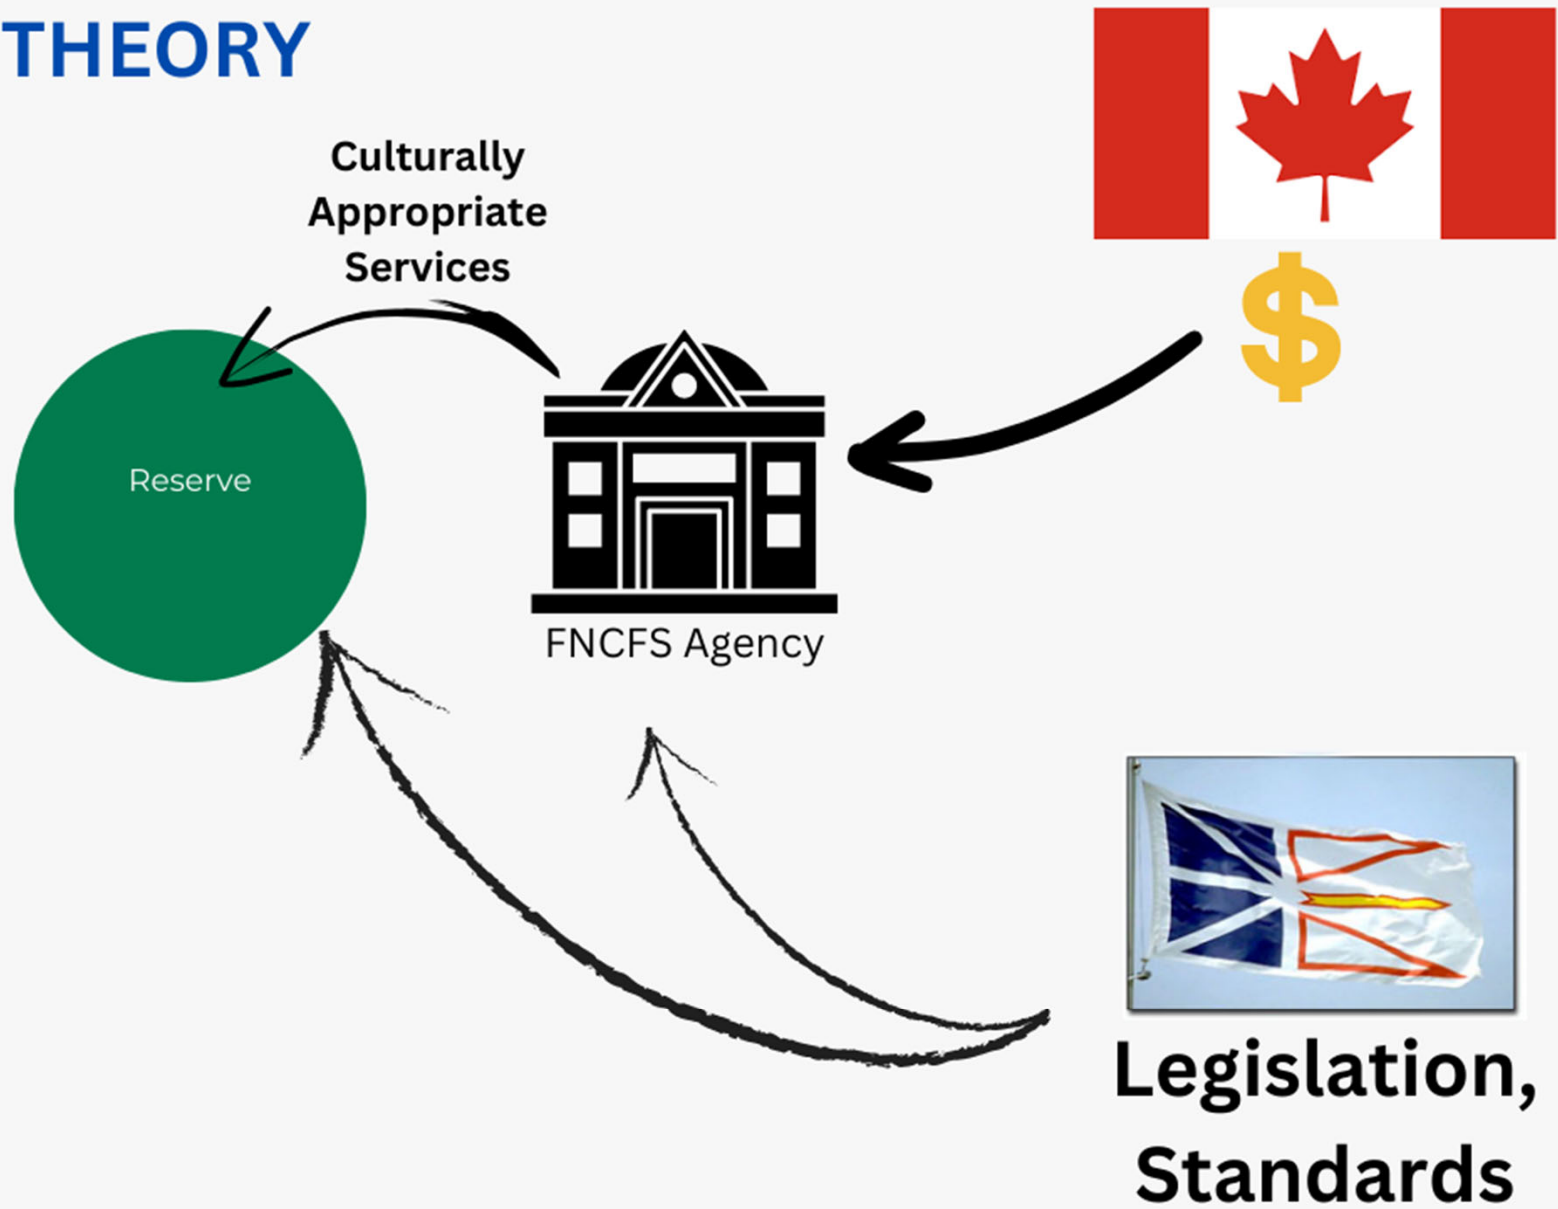 THEORY
Culturally
Appropriate
Services
$
Reserve
FNCFS Agency
Legislation,
Standards